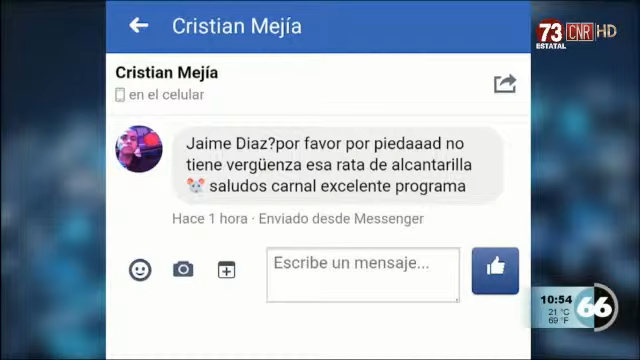 Cristian Mejía
73 CNR HD
ESTATAL
Cristian Mejía
en el celular
Jaime Diaz?por favor por piedaaad no
tiene vergüenza esa rata de alcantarilla
🐭 saludos carnal excelente programa
Hace 1 hora · Enviado desde Messenger
Escribe un mensaje...
10:54
21 °C
69 °F
66